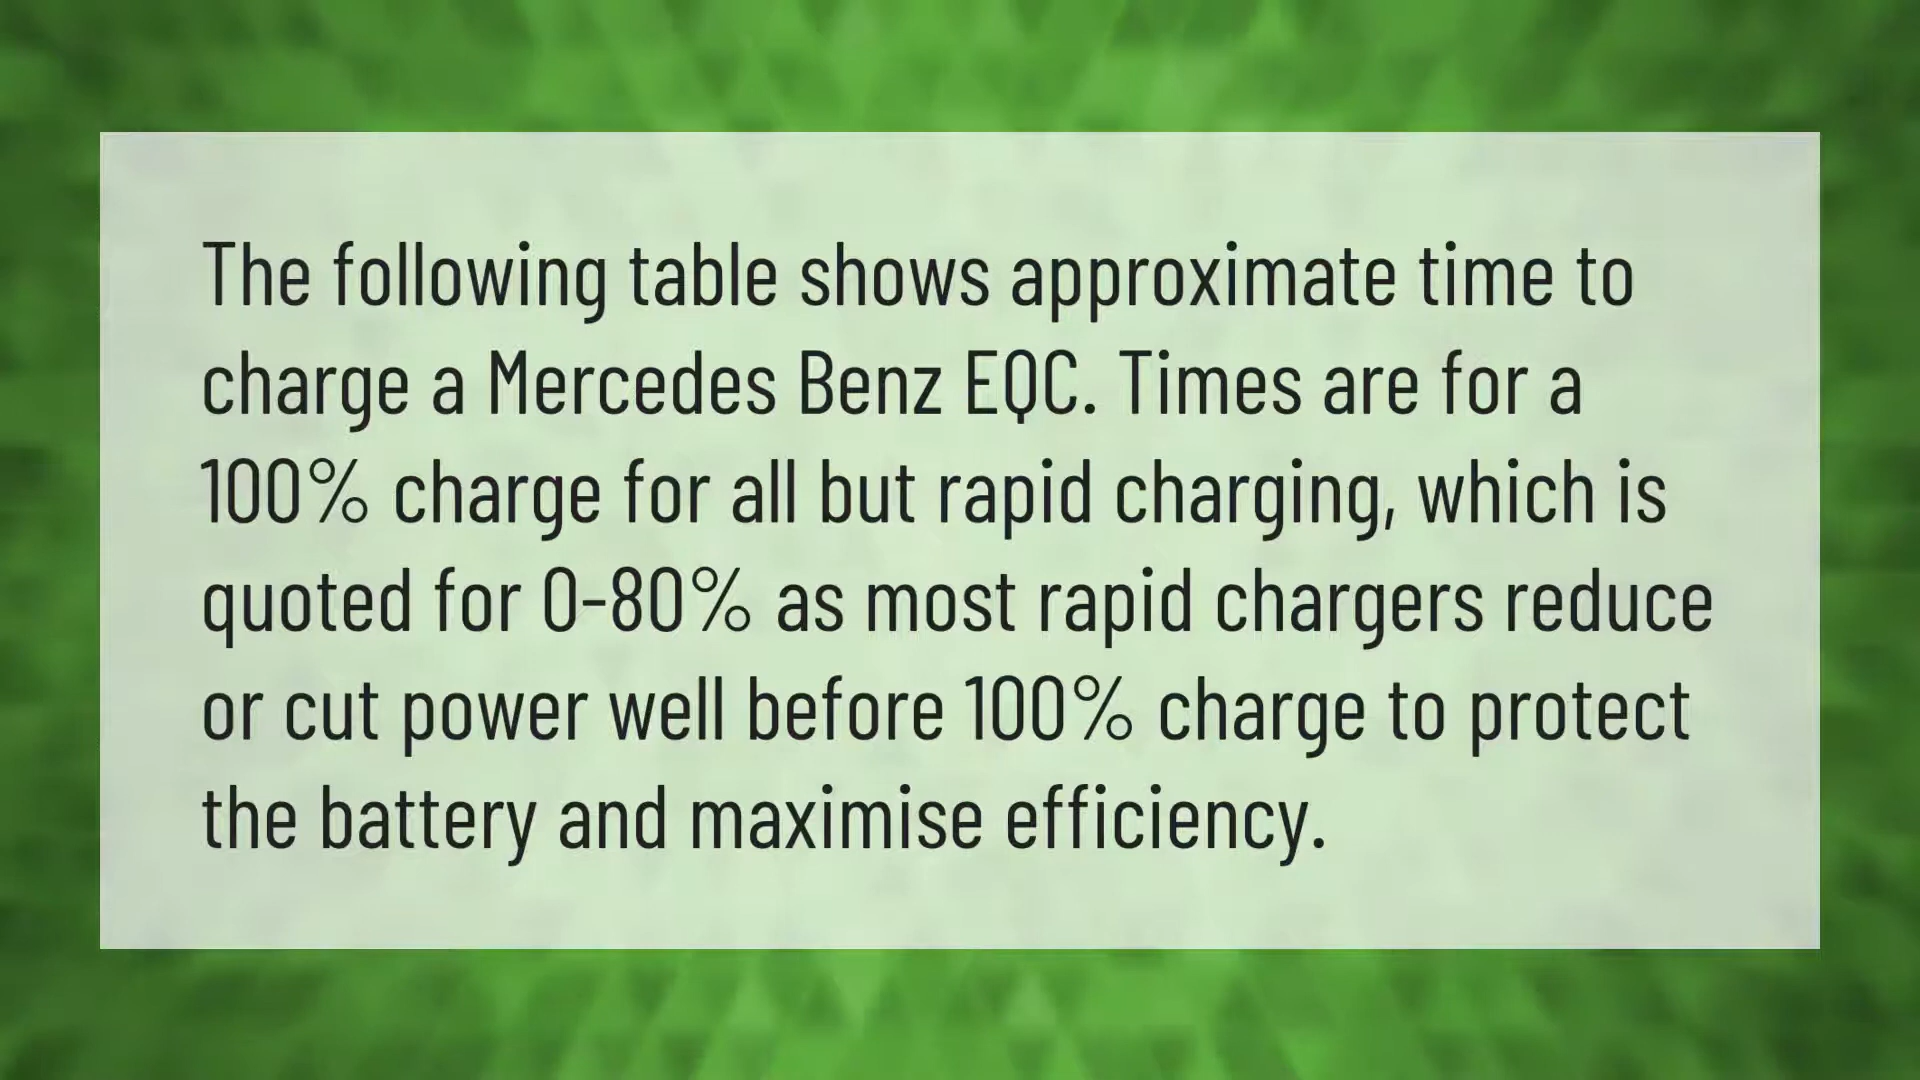 The following table shows approximate time to
charge a Mercedes Benz EQC. Times are for a
100% charge for all but rapid charging, which is
quoted for 0-80% as most rapid chargers reduce
or cut power well before 100% charge to protect
the battery and maximise efficiency.